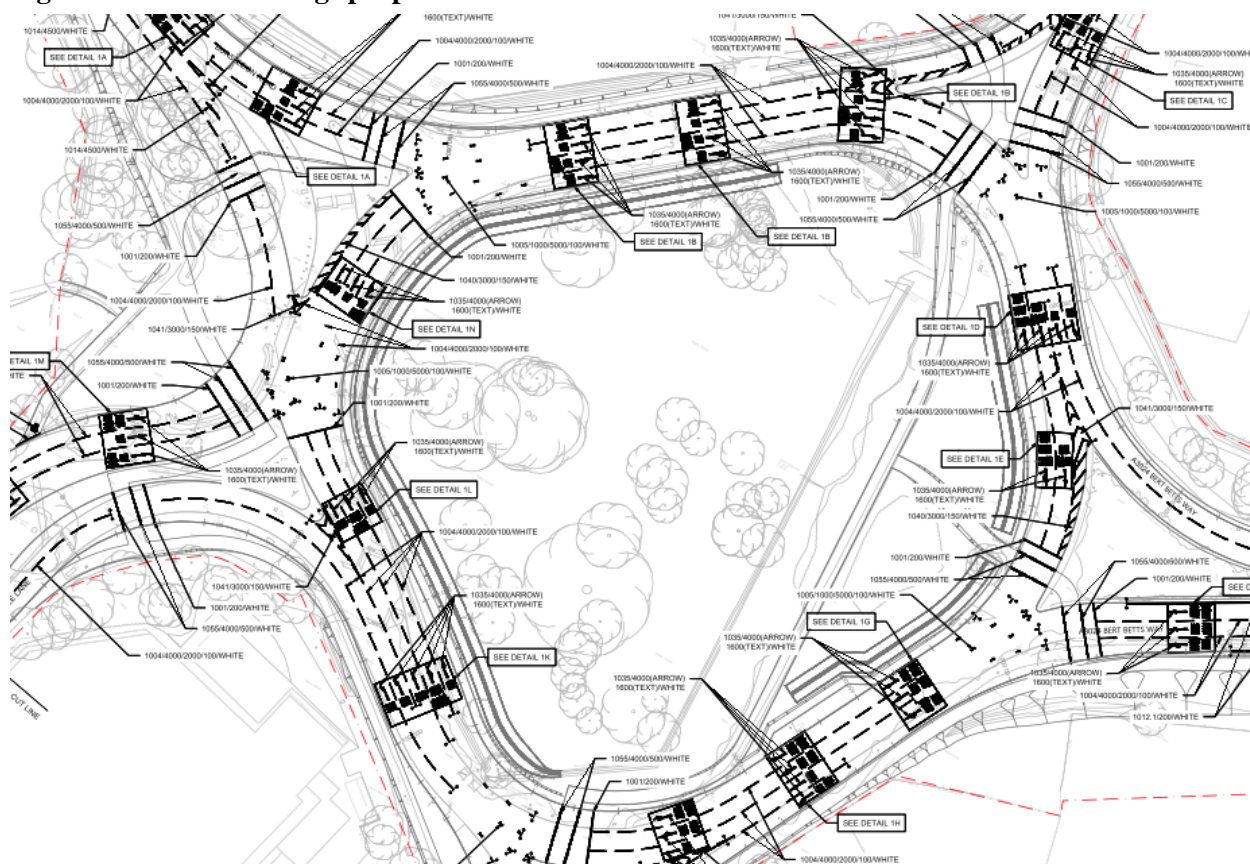 1041/3000/150/WHITE
1600(TEXT)/WHITE
1014/4500/WHITE
1004/4000/2000/100/WHITE
1035/4000(ARROW)
1600(TEXT)/WHITE
SEE DETAIL 1A
1001/200/WHITE
1004/4000/2000/100/WHITE
1004/4000/2000/100/WH
1055/4000/500/WHITE
1035/4000(ARROW)
1600(TEXT)/WHITE
1004/4000/2000/100/WHITE
SEE DETAIL 1B
SEE DETAIL 1C
1004/4000/2000/100/WHITE
1014/4500/WHITE
1001/200/WHITE
SEE DETAIL 1A
1035/4000(ARROW)
1600(TEXT)/WHITE
1055/4000/500/WHITE
1001/200/WHITE
1035/4000(ARROW)
1600(TEXT)/WHITE
1055/4000/500/WHITE
1005/1000/5000/100/WHITE
1055/4000/500/WHITE
SEE DETAIL 1B
SEE DETAIL 1B
1005/1000/5000/100/WHITE
1001/200/WHITE
1001/200/WHITE
1040/3000/150/WHITE
1004/4000/2000/100/WHITE
1035/4000(ARROW)
1600(TEXT)/WHITE
1041/3000/150/WHITE
SEE DETAIL 1N
SEE DETAIL 1D
1004/4000/2000/100/WHITE
ETAIL 1M
1055/4000/500/WHITE
1035/4000(ARROW)
1600(TEXT)/WHITE
ITE
1005/1000/5000/100/WHITE
1001/200/WHITE
1001/200/WHITE
1004/4000/2000/100/WHITE
1041/3000/150/WHITE
1035/4000(ARROW)
1600(TEXT)/WHITE
SEE DETAIL 1E
1035/4000(ARROW)
1600(TEXT)/WHITE
A3024 BERT BETTS WAY
SEE DETAIL 1L
1035/4000(ARROW)
1600(TEXT)/WHITE
1040/3000/150/WHITE
1004/4000/2000/100/WHITE
1001/200/WHITE
1055/4000/500/WHITE
1055/4000/500/WHITE
1001/200/WHITE
SEE D
1041/3000/150/WHITE
1035/4000(ARROW)
1600(TEXT)/WHITE
1005/1000/5000/100/WHITE
1001/200/WHITE
SEE DETAIL 1G
1055/4000/500/WHITE
A3024 BERT BETTS WAY
1035/4000(ARROW)
1600(TEXT)/WHITE
1004/4000/2000/100/WHITE
SEE DETAIL 1K
1035/4000(ARROW)
1600(TEXT)/WHITE
1035/4000(ARROW)
1600(TEXT)/WHITE
1004/4000/2000/100/WHITE
CUT LINE
1012.1/200/WHITE
1055/4000/500/WHITE
1001/200/WHITE
SEE DETAIL 1H
1004/4000/2000/100/WHITE